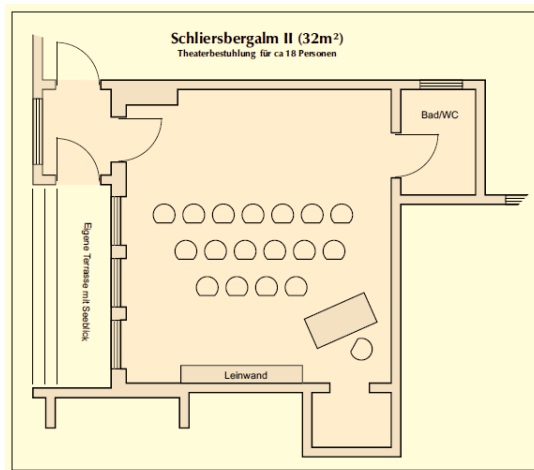 Schliersbergalm II (32m²)
Theaterbestuhlung für ca 18 Personen
Bad/WC
Eigene Terrasse mit Seeblick
Leinwand